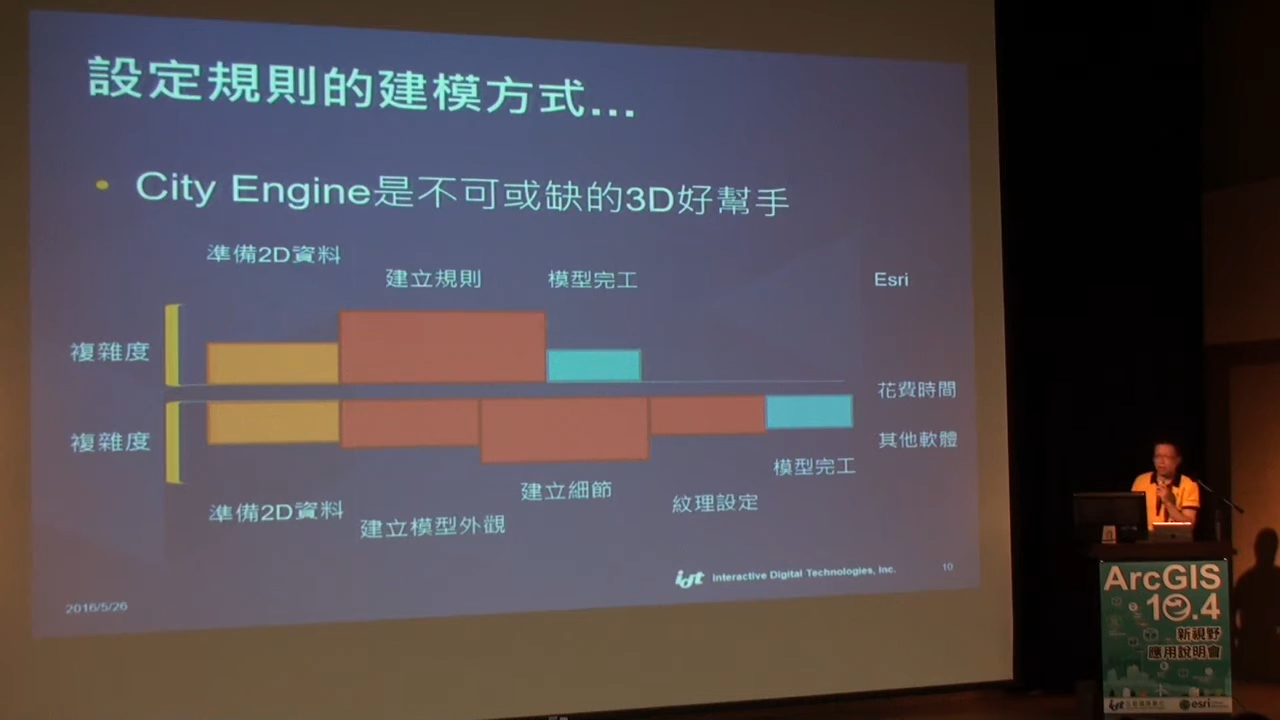 設定規則的建模方式...
• City Engine是不可或缺的3D好幫手
準備2D資料
建立規則
模型完工
Esri
複雜度
花費時間
複雜度
其他軟體
模型完工
建立細節
紋理設定
準備2D資料
建立模型外觀
idt Interactive Digital Technologies, Inc.
10
2016/5/26
ArcGIS
10.4
新視野
應用說明會
idt
esri